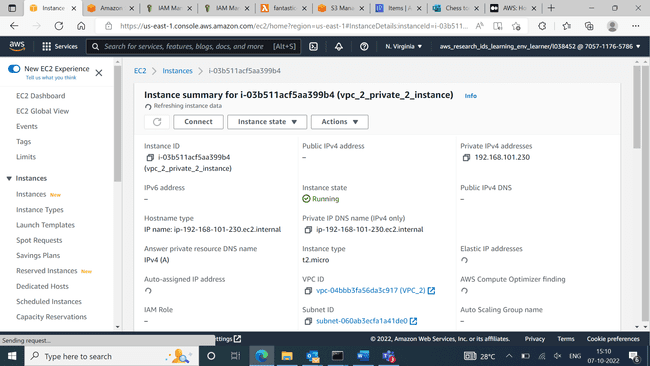 Instance
Amazon
IAM Man
IAM Man
fantastic
S3 Mana
Items | A
Chess to
AWS: Ho
https://us-east-1.console.aws.amazon.com/ec2/home?region=us-east-1#InstanceDetails:instanceId=i-03b511...
aws Services Search for services, features, blogs, docs, and more [Alt+S] N. Virginia aws_research_ids_learning_env_learner/I038452 @ 7057-1176-5786
New EC2 Experience
Tell us what you think
EC2 Dashboard
EC2 Global View
Events
Tags
Limits
Instances
Instances New
Instance Types
Launch Templates
Spot Requests
Savings Plans
Reserved Instances New
Dedicated Hosts
Scheduled Instances
Capacity Reservations
EC2 Instances i-03b511acf5aa399b4
Instance summary for i-03b511acf5aa399b4 (vpc_2_private_2_instance) Info
Refreshing instance data
Connect Instance state Actions
Instance ID
i-03b511acf5aa399b4
(vpc_2_private_2_instance)
Public IPv4 address
–
Private IPv4 addresses
192.168.101.230
IPv6 address
–
Instance state
Running
Public IPv4 DNS
–
Hostname type
IP name: ip-192-168-101-230.ec2.internal
Private IP DNS name (IPv4 only)
ip-192-168-101-230.ec2.internal
Answer private resource DNS name
IPv4 (A)
Instance type
t2.micro
Elastic IP addresses
Auto-assigned IP address
VPC ID
vpc-04bbb3fa56da3c917 (VPC_2)
AWS Compute Optimizer finding
IAM Role
–
Subnet ID
subnet-060ab3ecfa1a41de0
Auto Scaling Group name
–
Sending request...
ettings
© 2022, Amazon Web Services, Inc. or its affiliates. Privacy Terms Cookie preferences
Type here to search
28°C
ENG
15:10
07-10-2022
6